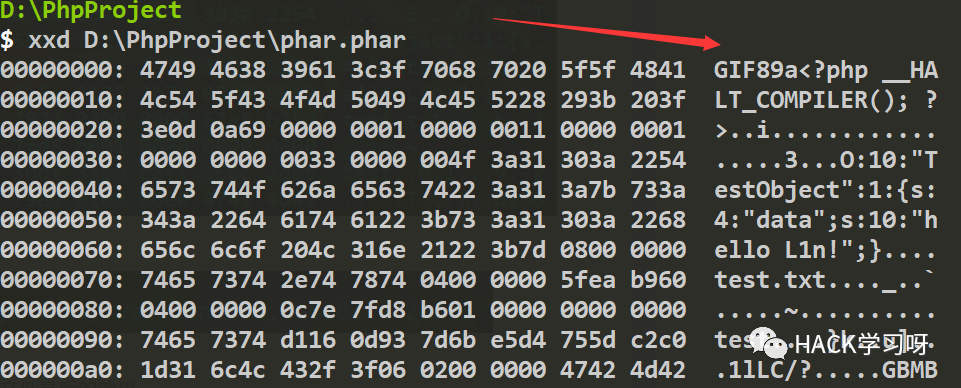 D:\PhpProject
$ xxd D:\PhpProject\phar.phar
00000000: 4749 4638 3961 3c3f 7068 7020 5f5f 4841 GIF89a<?php __HA
00000010: 4c54 5f43 4f4d 5049 4c45 5228 293b 203f LT_COMPILER(); ?
00000020: 3e0d 0a69 0000 0001 0000 0011 0000 0001 >..i............
00000030: 0000 0000 0033 0000 004f 3a31 303a 2254 .....3...O:10:"T
00000040: 6573 744f 626a 6563 7422 3a31 3a7b 733a estObject":1:{s:
00000050: 343a 2264 6174 6122 3b73 3a31 303a 2268 4:"data";s:10:"h
00000060: 656c 6c6f 204c 316e 2122 3b7d 0800 0000 ello L1n!";}....
00000070: 7465 7374 2e74 7874 0400 0000 5fea b960 test.txt...._..`
00000080: 0400 0000 0c7e 7fd8 b601 0000 0000 0000 .....~..........
00000090: 7465 7374 d116 0d93 7d6b e5d4 755d c2c0 test....}k..u]..
000000a0: 1d31 6c4c 432f 3f06 0200 0000 4742 4d42 .1lLC/?.....GBMB
HACK学习呀